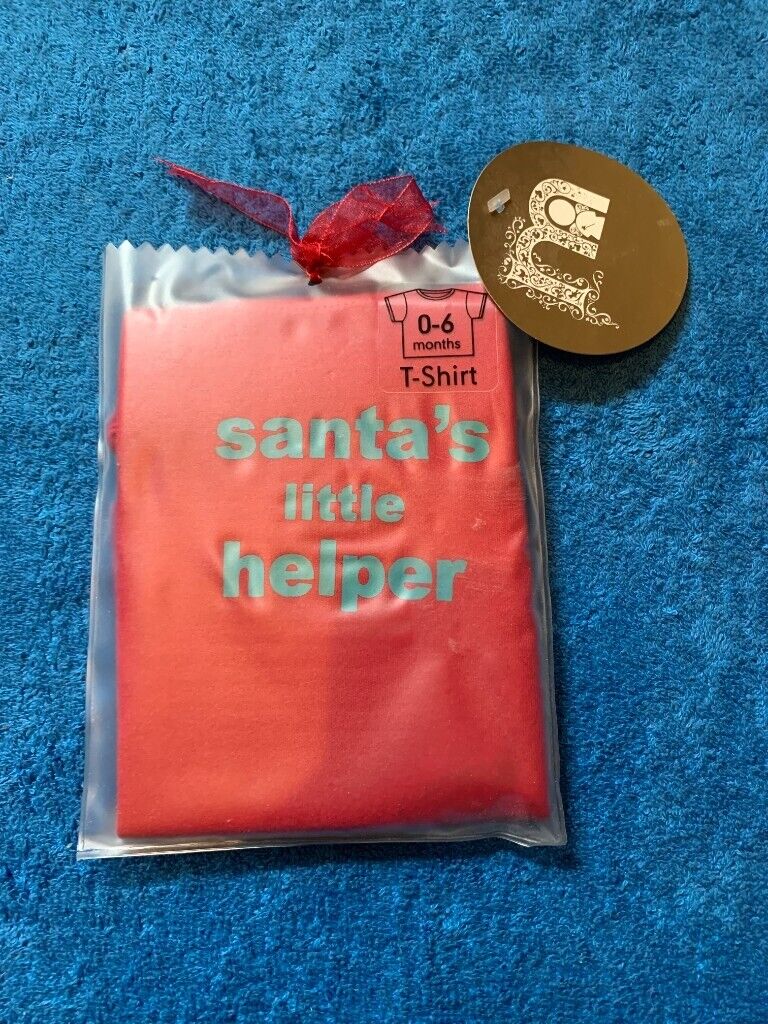 0-6
months
T-Shirt
santa's
little
helper